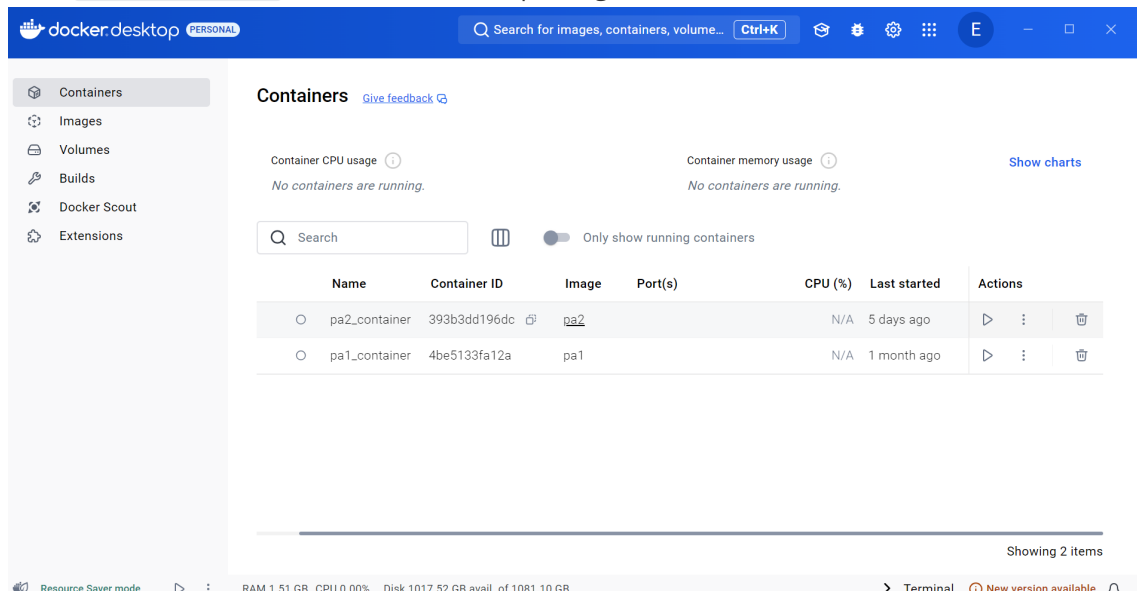 docker.desktop PERSONAL
Search for images, containers, volume... Ctrl+K
E
Containers
Images
Volumes
Builds
Docker Scout
Extensions
Containers Give feedback
Container CPU usage
No containers are running.
Container memory usage
No containers are running.
Show charts
Search
Only show running containers
Name Container ID Image Port(s) CPU (%) Last started Actions
pa2_container 393b3dd196dc pa2 N/A 5 days ago
pa1_container 4be5133fa12a pa1 N/A 1 month ago
Showing 2 items
Resource Saver mode RAM 1.51 GB CPU 0.00% Disk 1017.52 GB avail. of 1081.10 GB Terminal New version available